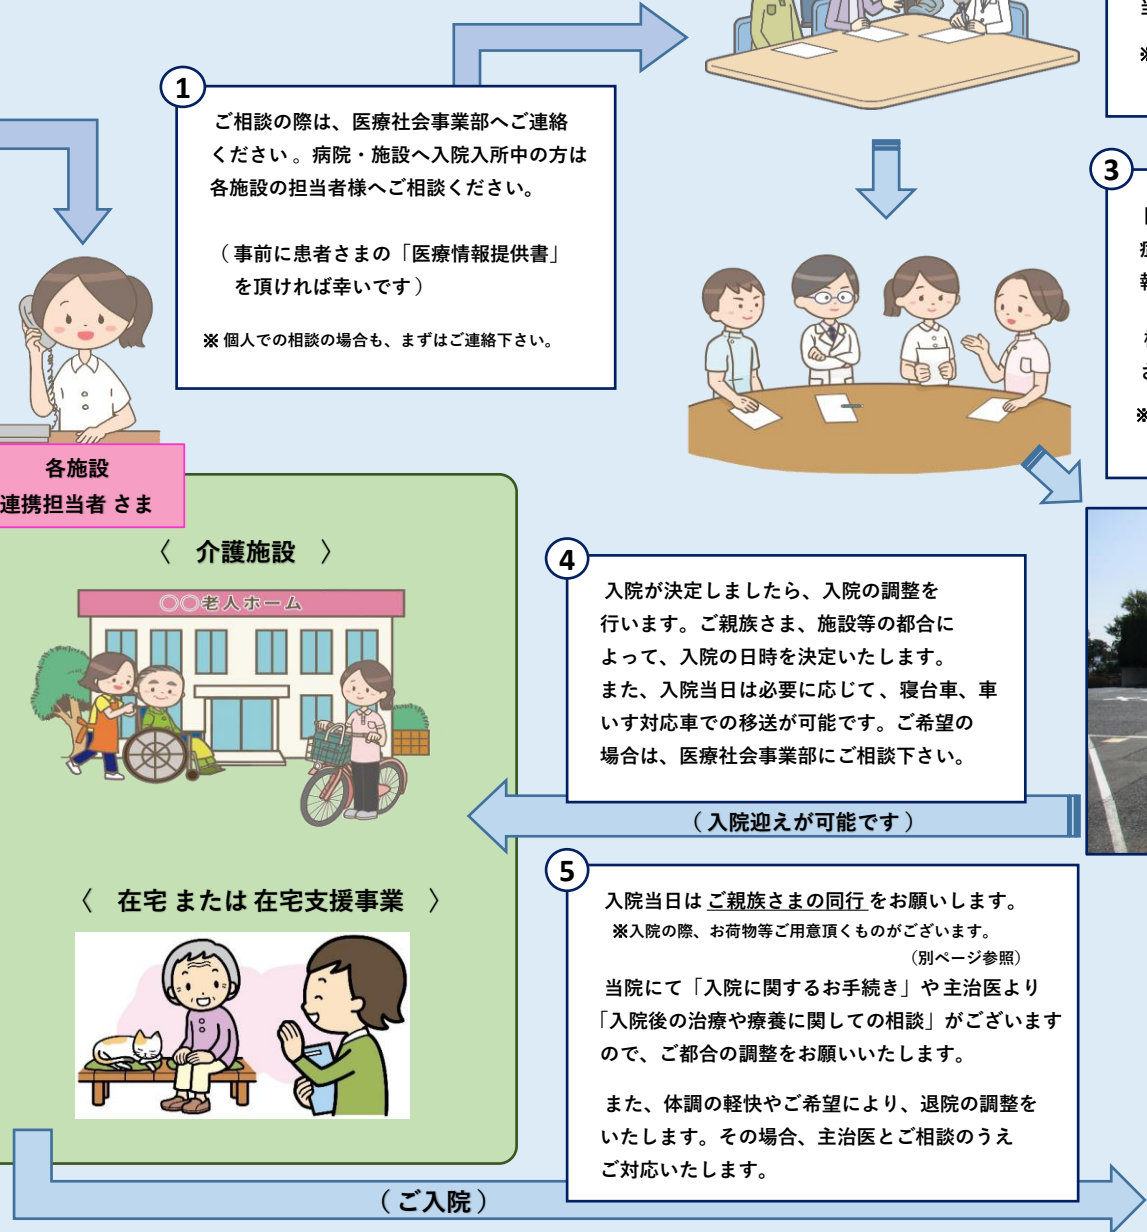 1
ご相談の際は、医療社会事業部へご連絡
ください。病院・施設へ入院入所中の方は
各施設の担当者様へご相談ください。
（事前に患者さまの「医療情報提供書」
を頂ければ幸いです）
※個人での相談の場合も、まずはご連絡下さい。
3
※
各施設
連携担当者 さま
〈 介護施設 〉
〇〇老人ホーム
4
入院が決定しましたら、入院の調整を
行います。ご親族さま、施設等の都合に
よって、入院の日時を決定いたします。
また、入院当日は必要に応じて、寝台車、車
いす対応車での移送が可能です。ご希望の
場合は、医療社会事業部にご相談下さい。
（入院迎えが可能です）
〈 在宅 または 在宅支援事業 〉
5
入院当日は ご親族さまの同行 をお願いします。
※入院の際、お荷物等ご用意頂くものがございます。
（別ページ参照）
当院にて「入院に関するお手続き」や主治医より
「入院後の治療や療養に関しての相談」がございます
ので、ご都合の調整をお願いいたします。
また、体調の軽快やご希望により、退院の調整を
いたします。その場合、主治医とご相談のうえ
ご対応いたします。
（ご入院）